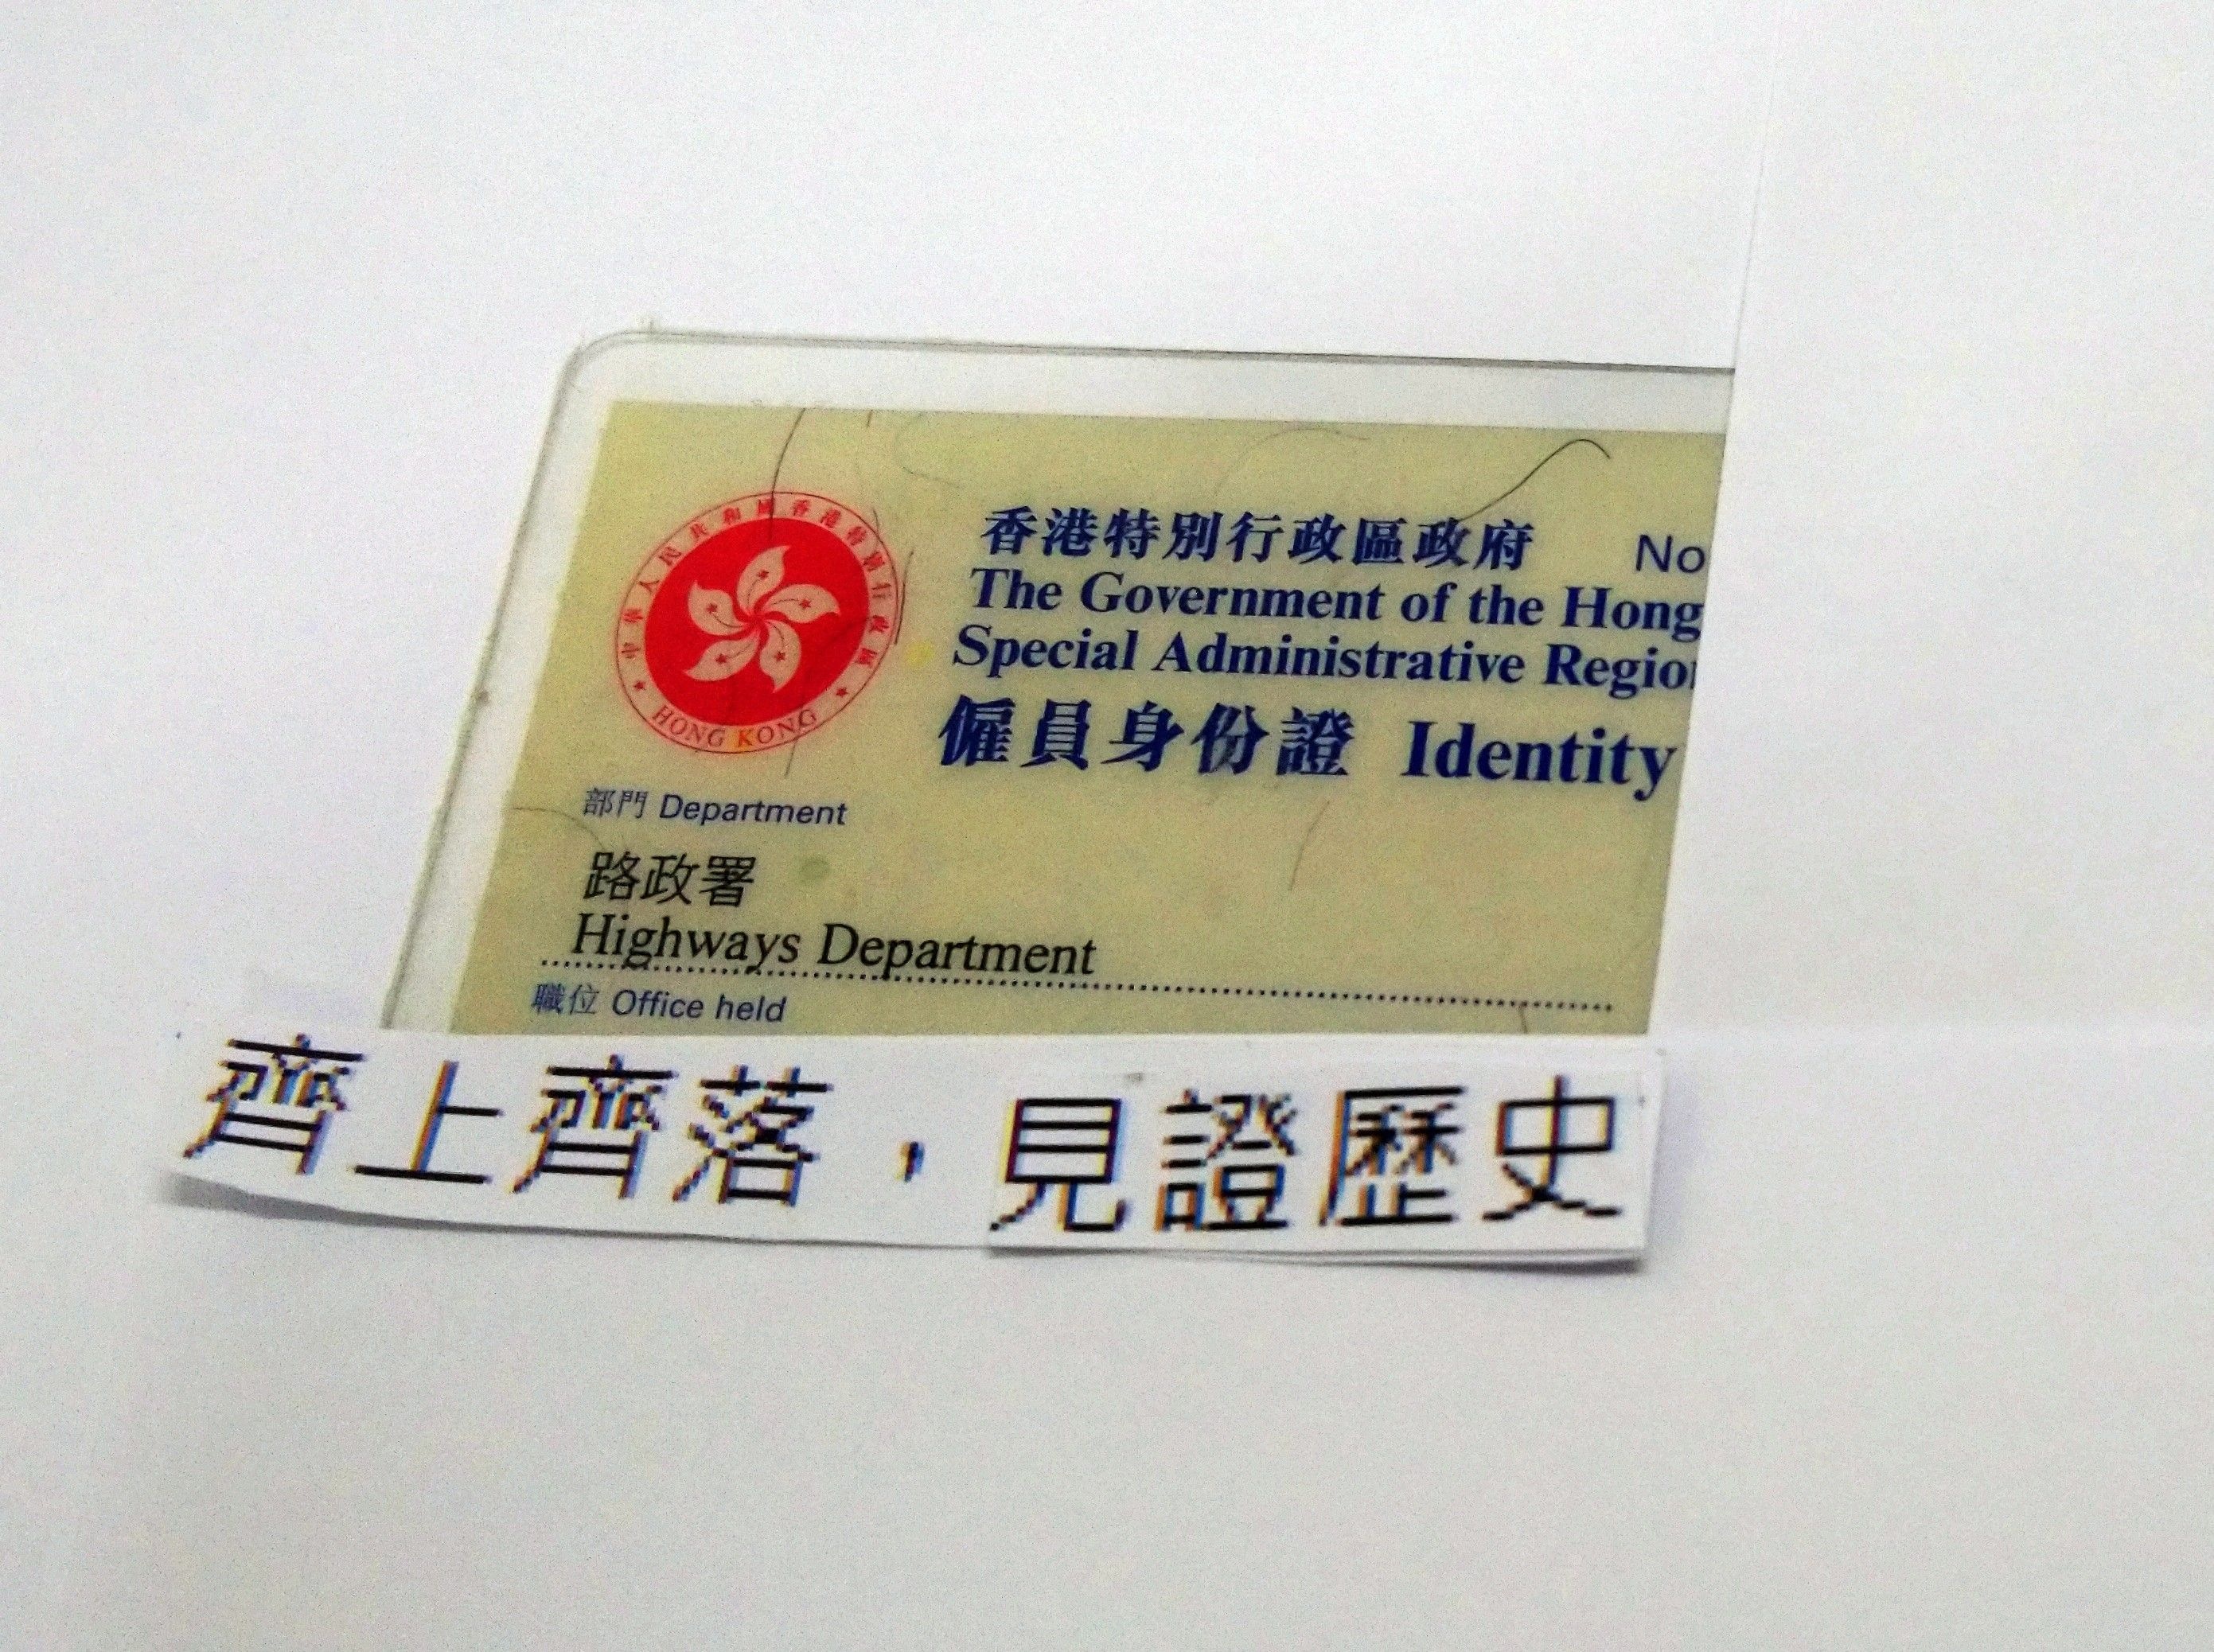 中華人民共和國香港特別行政區
HONG KONG
香港特別行政區政府 No
The Government of the Hong
Special Administrative Region
僱員身份證 Identity
部門 Department
路政署
Highways Department
職位 Office held
齊上齊落，見證歷史